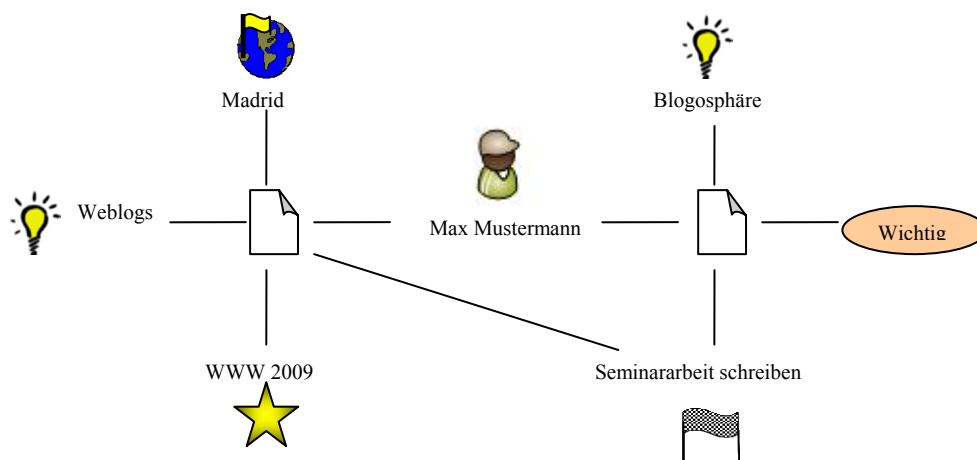 Madrid
Blogosphäre
Weblogs
Max Mustermann
Wichtig
WWW 2009
Seminararbeit schreiben